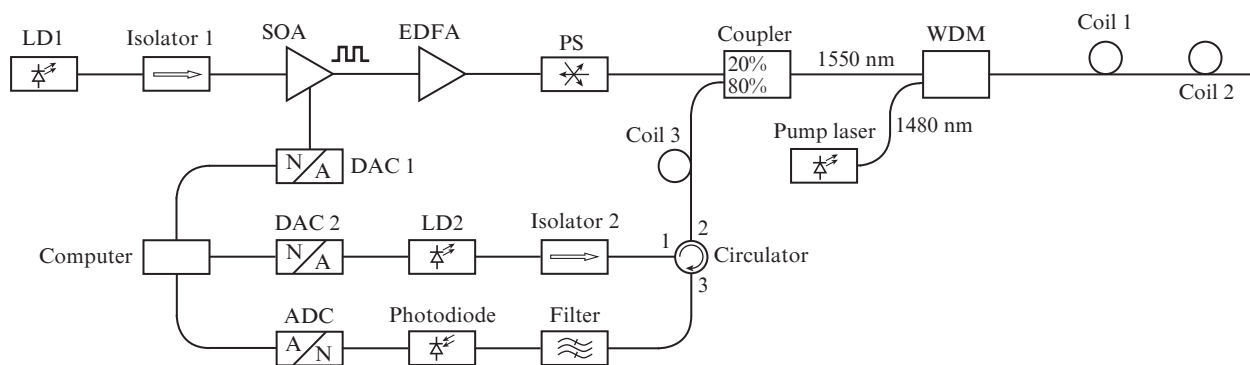 LD1
Isolator 1
SOA
EDFA
PS
Coupler
20%
80%
1550 nm
WDM
Coil 1
Coil 2
1480 nm
Pump laser
Coil 3
N
A
DAC 1
Computer
DAC 2
N
A
LD2
Isolator 2
1
2
3
Circulator
ADC
A
N
Photodiode
Filter